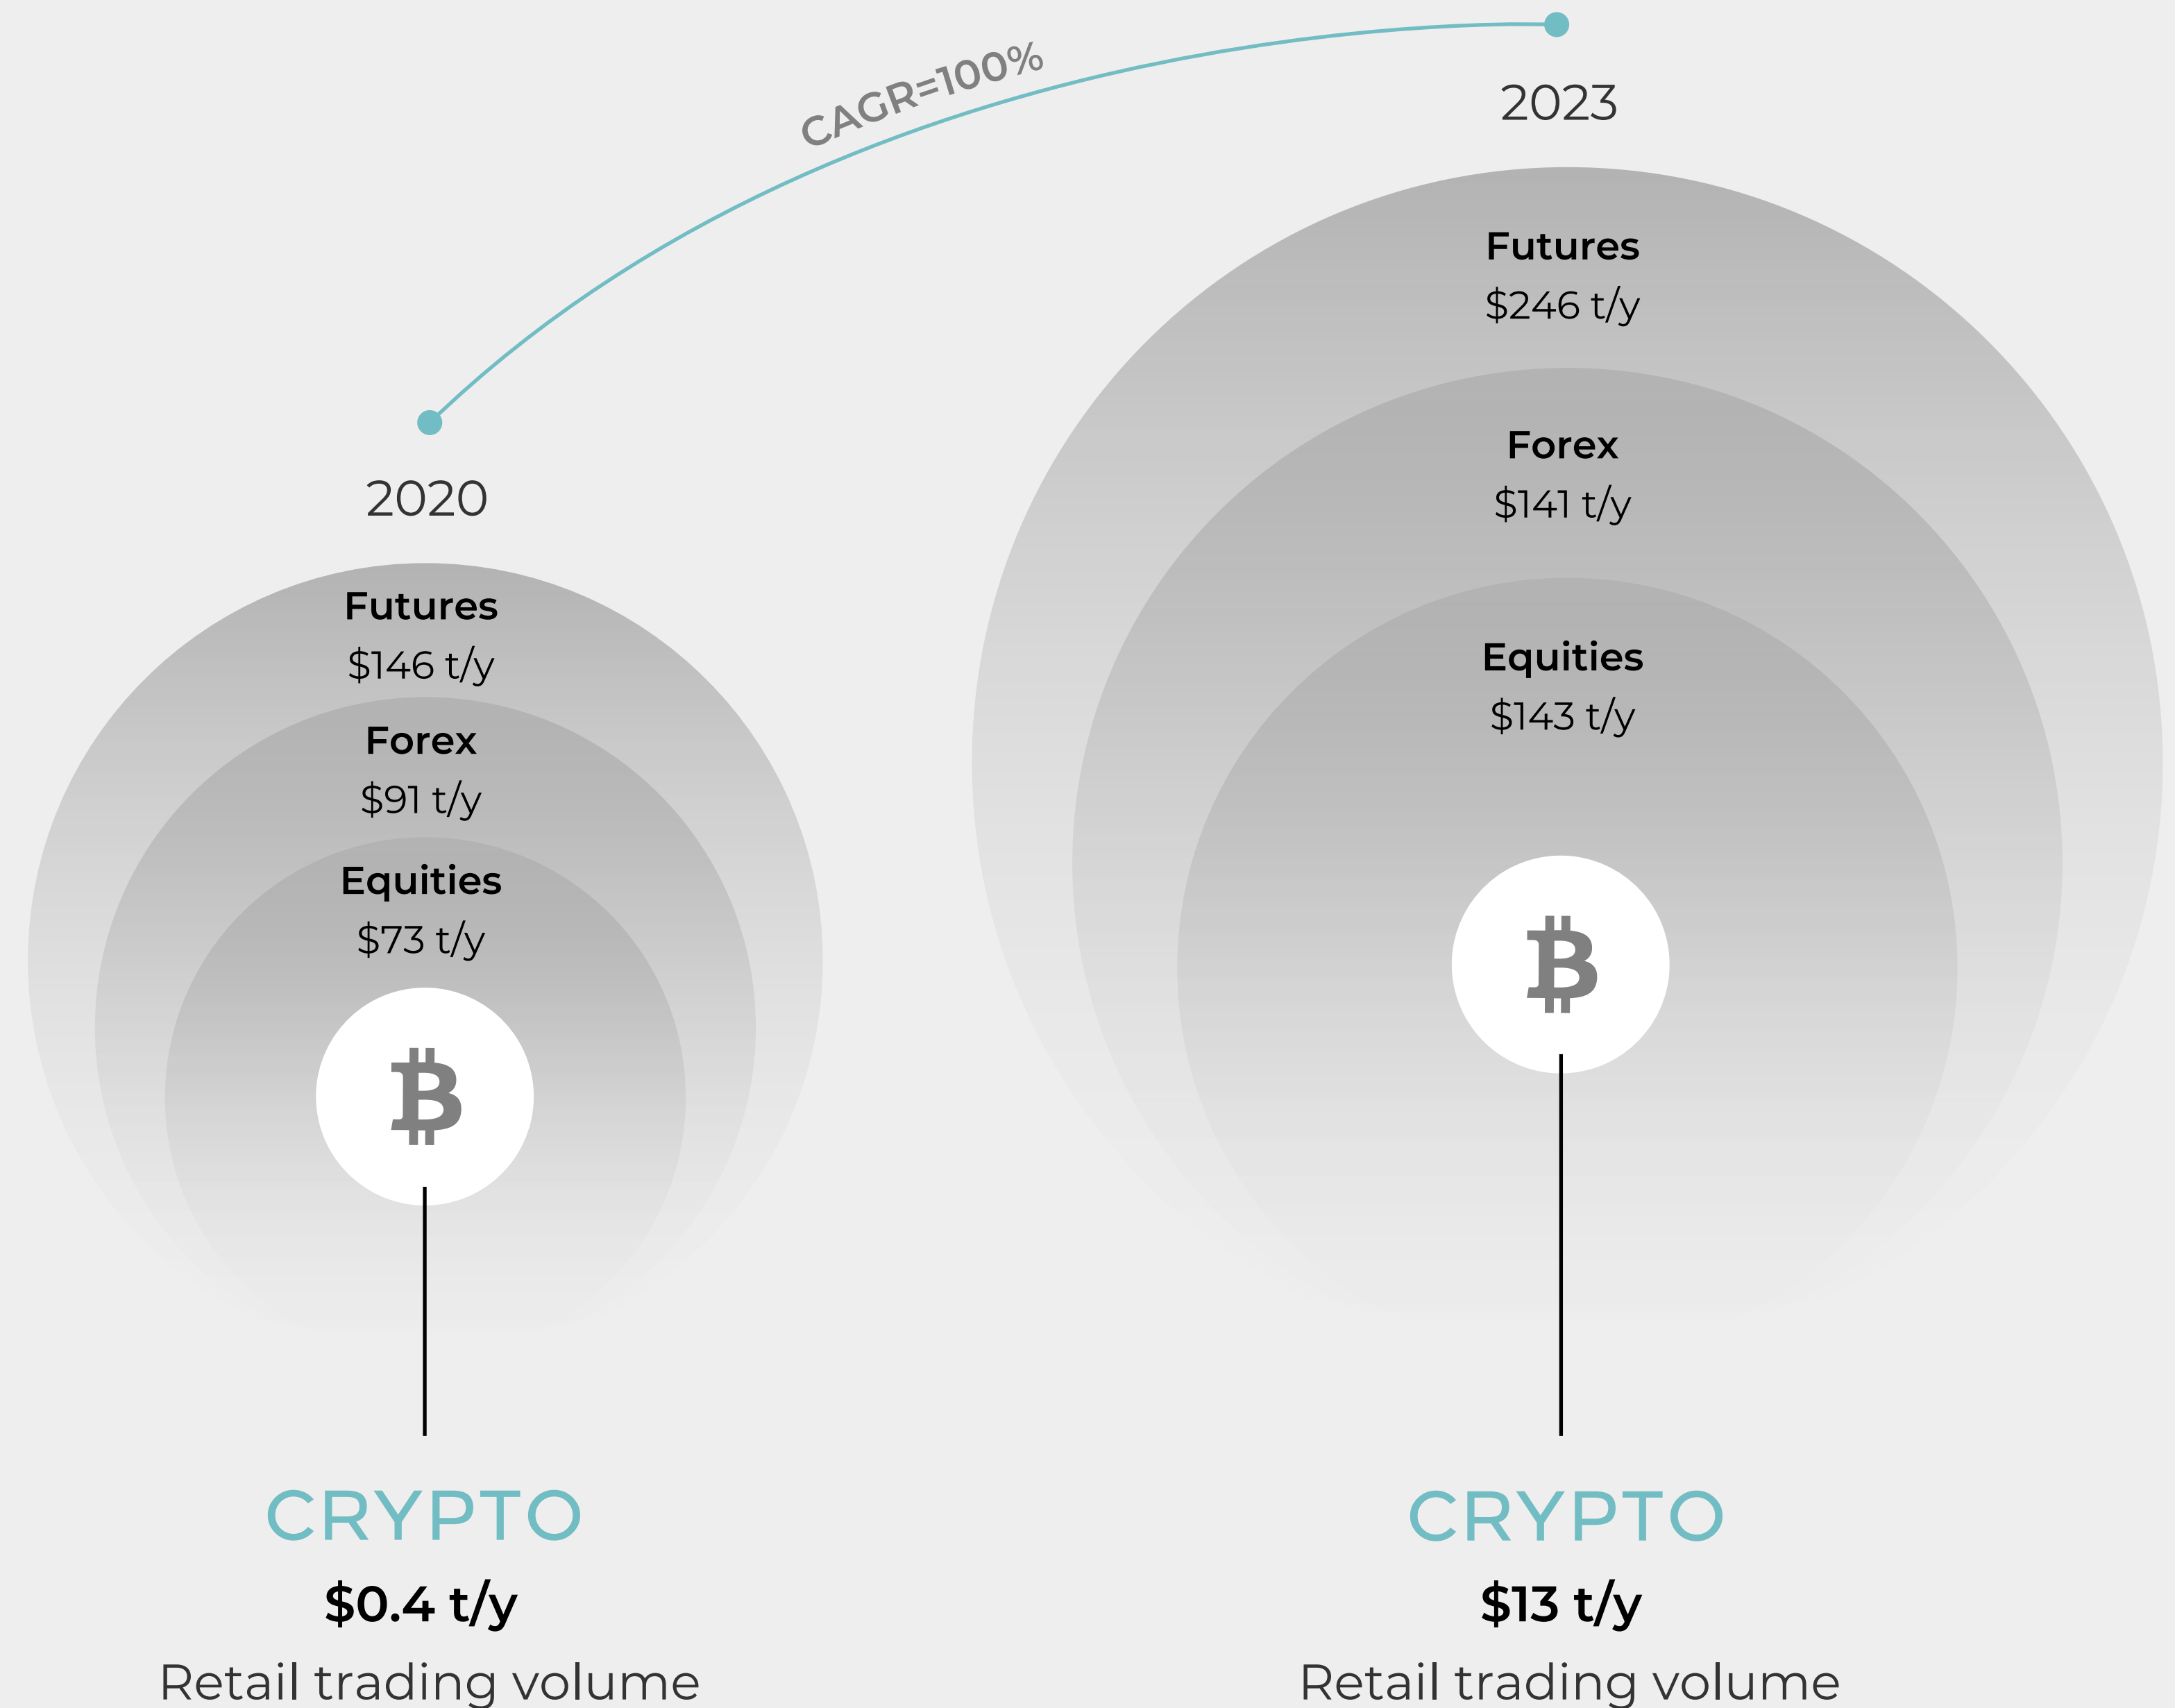 CAGR=100%
2020
Futures
$146 t/y
Forex
$91 t/y
Equities
$73 t/y
CRYPTO
$0.4 t/y
Retail trading volume
2023
Futures
$246 t/y
Forex
$141 t/y
Equities
$143 t/y
CRYPTO
$13 t/y
Retail trading volume